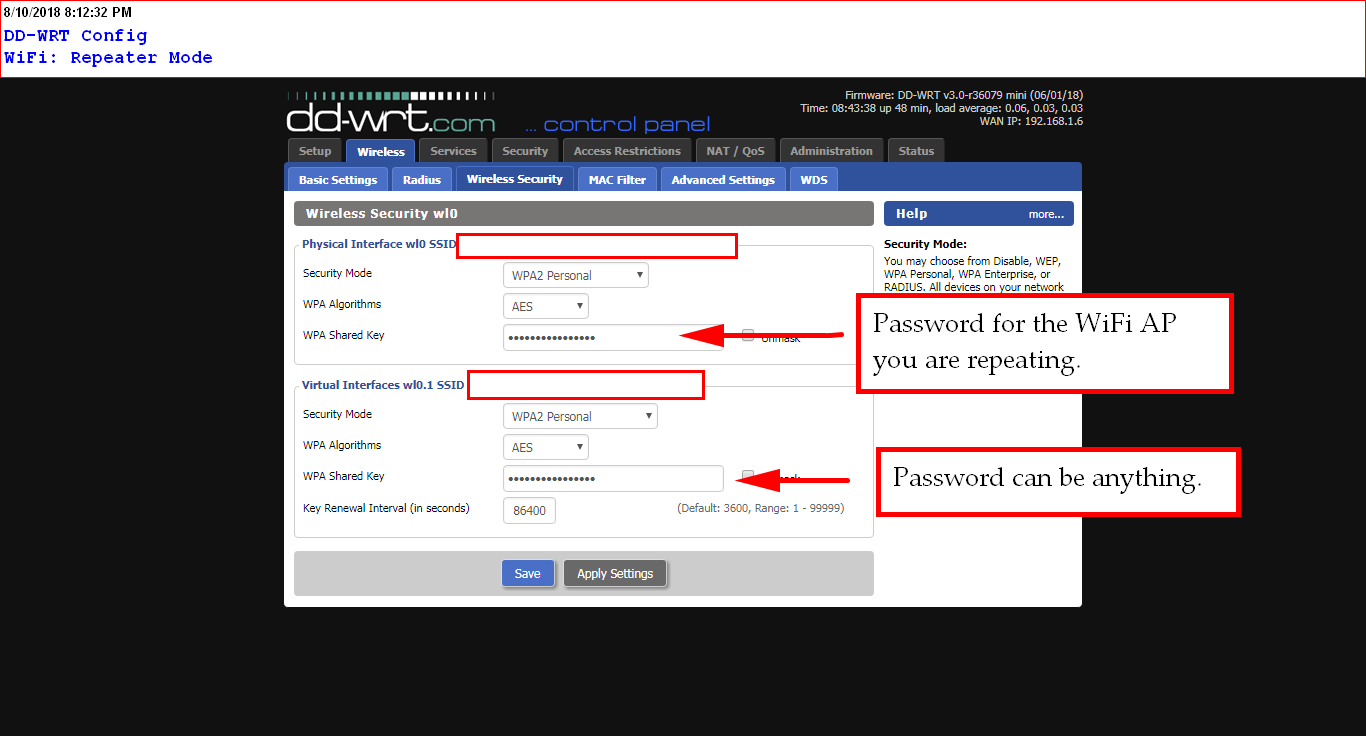 8/10/2018 8:12:32 PM
DD-WRT Config
WiFi: Repeater Mode
dd-wrt.com ... control panel
Firmware: DD-WRT v3.0-r36079 mini (06/01/18)
Time: 08:43:38 up 48 min, load average: 0.06, 0.03, 0.03
WAN IP: 192.168.1.6
Setup Wireless Services Security Access Restrictions NAT / QoS Administration Status
Basic Settings Radius Wireless Security MAC Filter Advanced Settings WDS
Wireless Security wl0
Physical Interface wl0 SSID
Security Mode WPA2 Personal
WPA Algorithms AES
WPA Shared Key •••••••••••••••• Unmask
Virtual Interfaces wl0.1 SSID
Security Mode WPA2 Personal
WPA Algorithms AES
WPA Shared Key ••••••••••••••••
Key Renewal Interval (in seconds) 86400 (Default: 3600, Range: 1 - 99999)
Save Apply Settings
Help more...
Security Mode:
You may choose from Disable, WEP,
WPA Personal, WPA Enterprise, or
RADIUS. All devices on your network
Password for the WiFi AP
you are repeating.
Password can be anything.